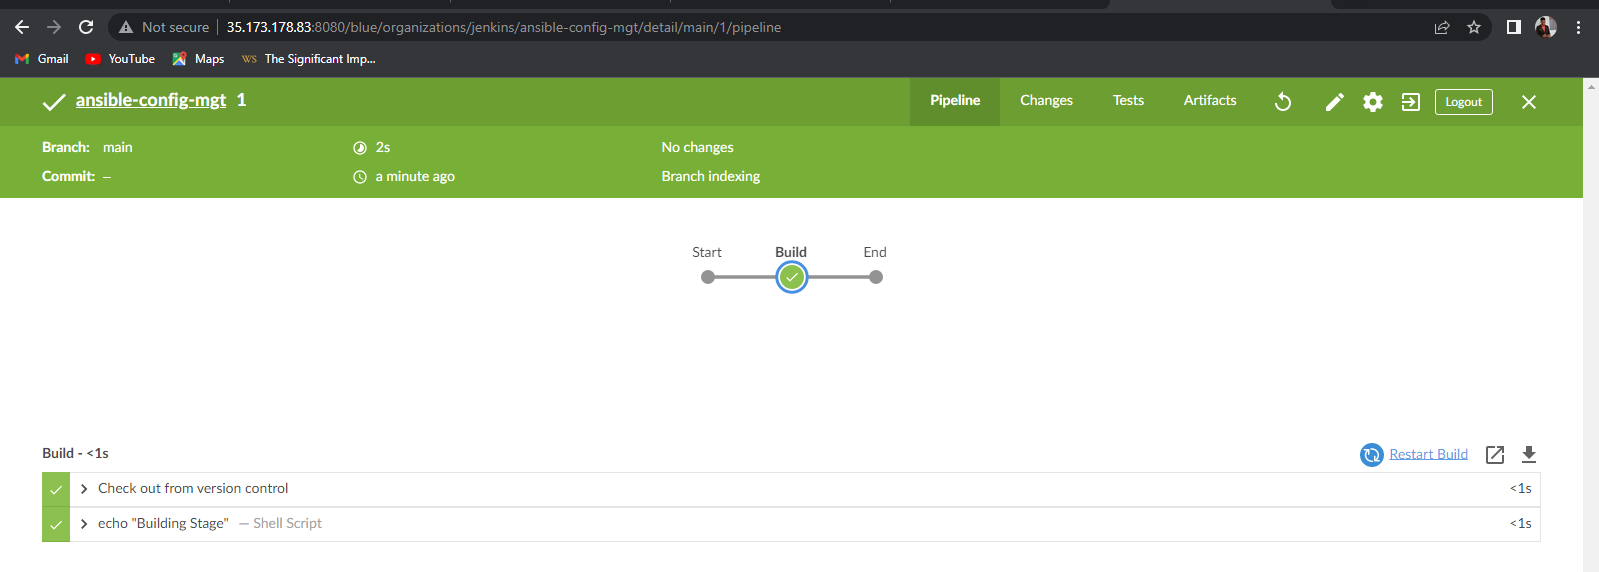 Not secure 35.173.178.83:8080/blue/organizations/jenkins/ansible-config-mgt/detail/main/1/pipeline
Gmail YouTube Maps WS The Significant Imp...
ansible-config-mgt 1 Pipeline Changes Tests Artifacts Logout
Branch: main 2s No changes
Commit: – a minute ago Branch indexing
Start Build End
Build - <1s Restart Build
Check out from version control <1s
echo "Building Stage" — Shell Script <1s